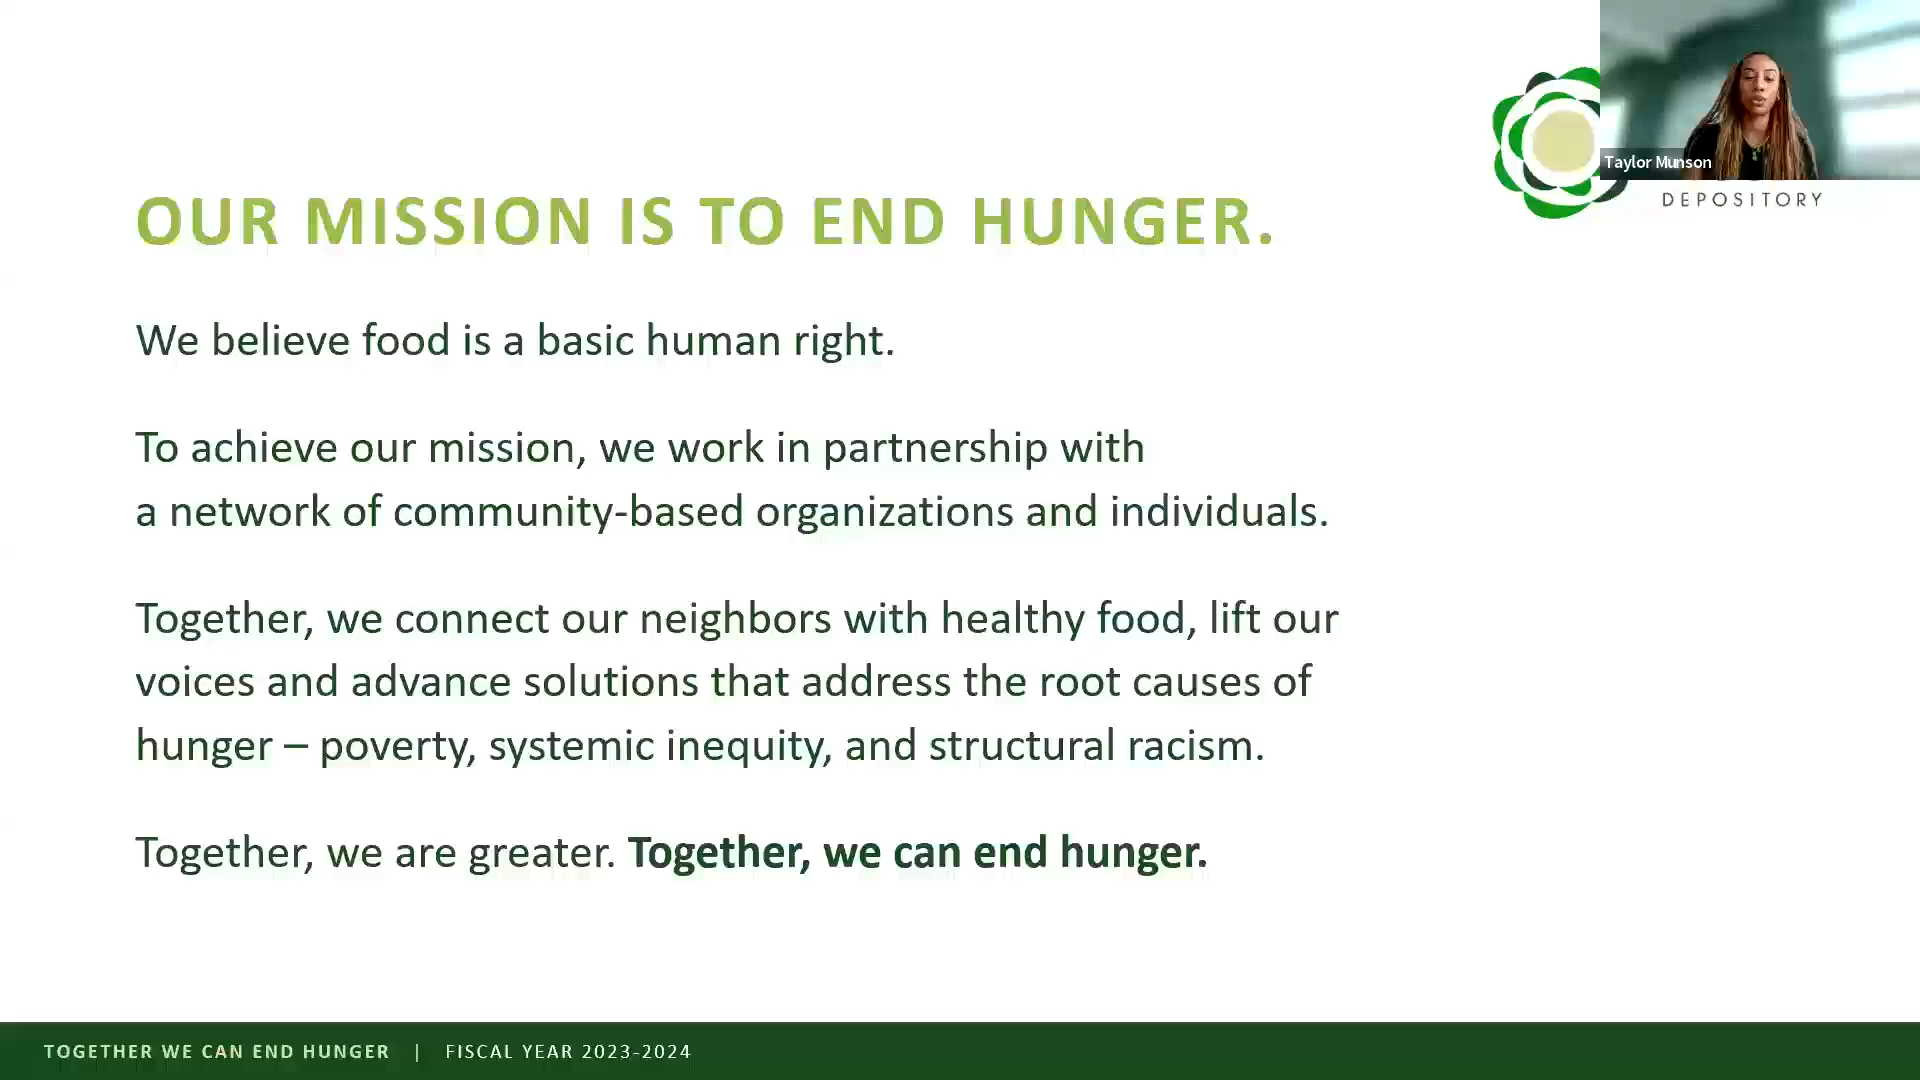 Taylor Munson
DEPOSITORY
OUR MISSION IS TO END HUNGER.
We believe food is a basic human right.
To achieve our mission, we work in partnership with
a network of community-based organizations and individuals.
Together, we connect our neighbors with healthy food, lift our
voices and advance solutions that address the root causes of
hunger – poverty, systemic inequity, and structural racism.
Together, we are greater. Together, we can end hunger.
TOGETHER WE CAN END HUNGER | FISCAL YEAR 2023-2024